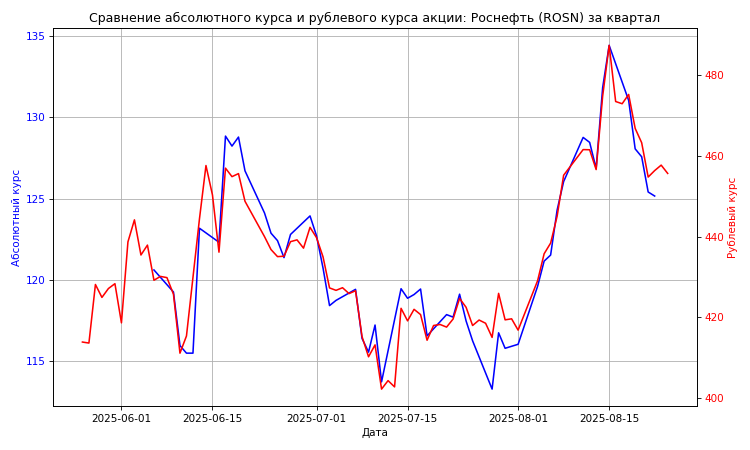 Сравнение абсолютного курса и рублевого курса акции: Роснефть (ROSN) за квартал
135
130
125
120
115
Абсолютный курс
480
460
440
420
400
Рублевый курс
2025-06-01 2025-06-15 2025-07-01 2025-07-15 2025-08-01 2025-08-15
Дата